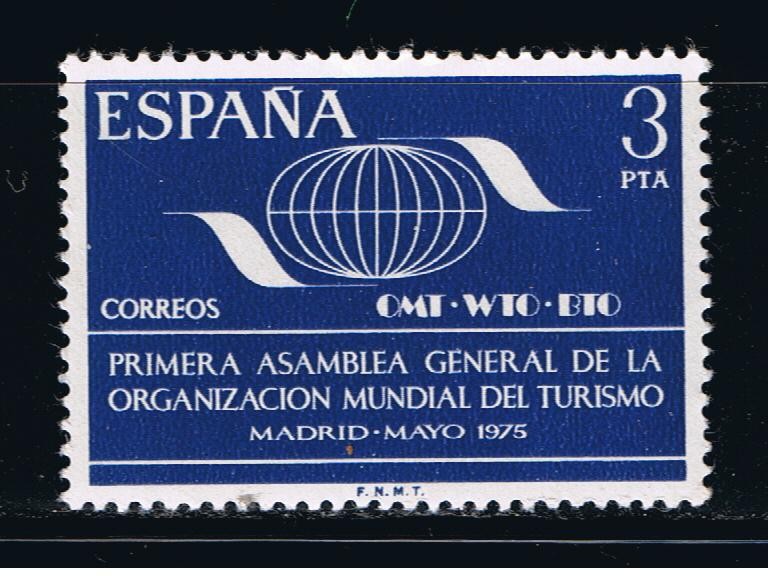 ESPAÑA
3
PTA
CORREOS
OMT·WTO·BTO
PRIMERA ASAMBLEA GENERAL DE LA
ORGANIZACION MUNDIAL DEL TURISMO
MADRID·MAYO 1975
F.N.M.T.